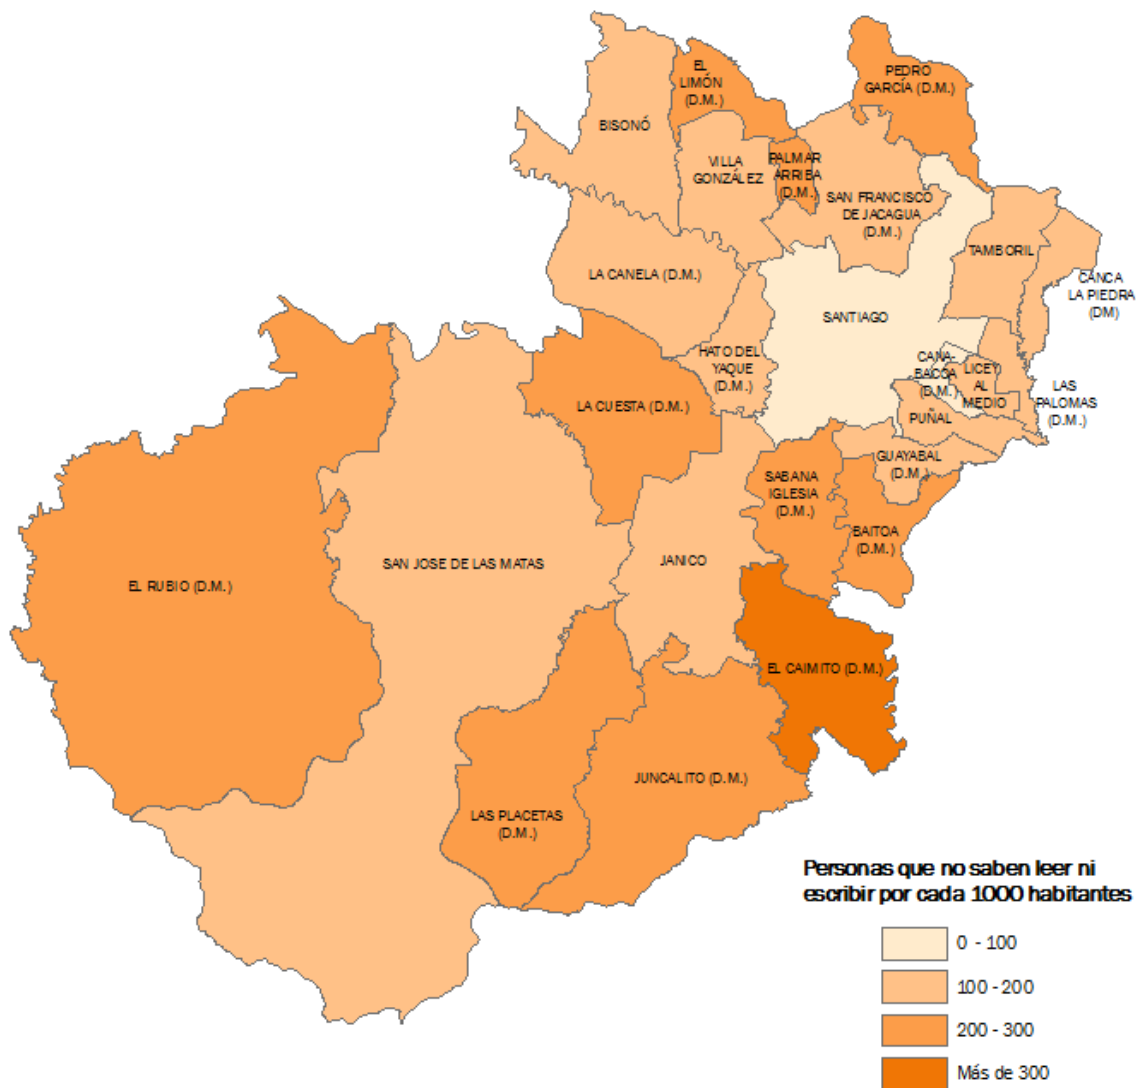 EL
LIMÓN
(D.M.)
PEDRO
GARCÍA (D.M.)
BISONÓ
VILLA
GONZÁLEZ
PALMAR
ARRIBA
(D.M.)
SAN FRANCISCO
DE JACAGUA
(D.M.)
TAMBORIL
LA CANELA (D.M.)
CANCA
LA PIEDRA
(DM)
SANTIAGO
HATO DEL
YAQUE
(D.M.)
CANA-
BACOA
(D.M.)
LICEY
AL
MEDIO
LAS
PALOMAS
(D.M.)
LA CUESTA (D.M.)
PUÑAL
GUAYABAL
(D.M.)
SABANA
IGLESIA
(D.M.)
BAITOA
(D.M.)
SAN JOSE DE LAS MATAS
JANICO
EL RUBIO (D.M.)
EL CAIMITO (D.M.)
JUNCALITO (D.M.)
LAS PLACETAS
(D.M.)
Personas que no saben leer ni
escribir por cada 1000 habitantes
0 - 100
100 - 200
200 - 300
Más de 300